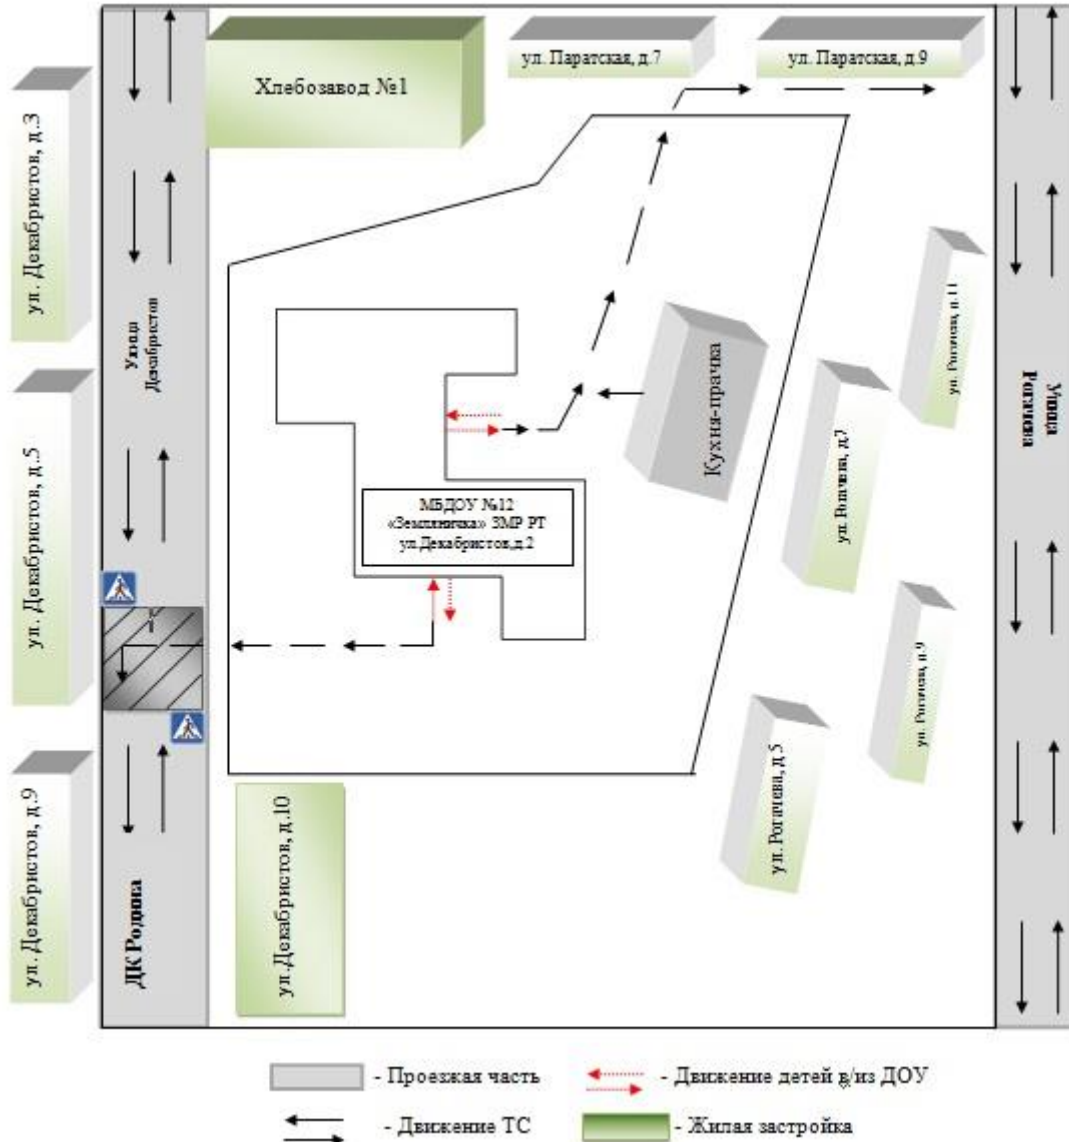 Хлебозавод №1
ул. Паратская, д.7
ул. Паратская, д.9
ул. Декабристов, д.3
Улица
Декабристов
ул. Рогачева, д.11
Улица
Рогачева
Кухня-прачка
ул. Рогачева, д.7
ул. Декабристов, д.5
МБДОУ №12
«Земляничка» ЗМР РТ
ул.Декабристов,д.2
ул. Рогачева, д.9
ул. Рогачева, д.5
ул. Декабристов, д.9
ДК Родина
ул.Декабристов, д.10
- Проезжая часть
- Движение детей в/из ДОУ
- Движение ТС
- Жилая застройка